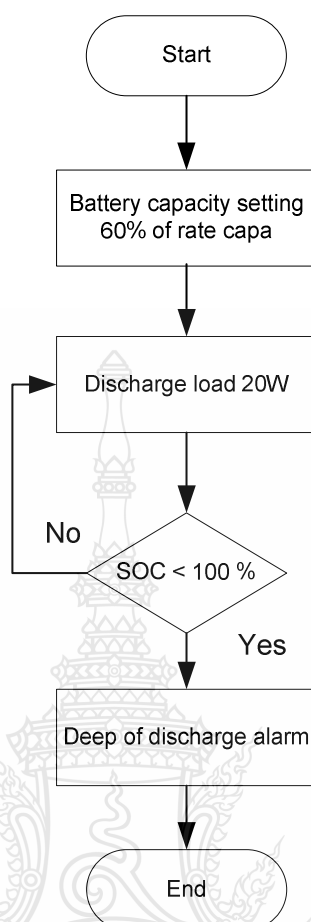 Start
Battery capacity setting
60% of rate capa
Discharge load 20W
No
SOC < 100 %
Yes
Deep of discharge alarm
End